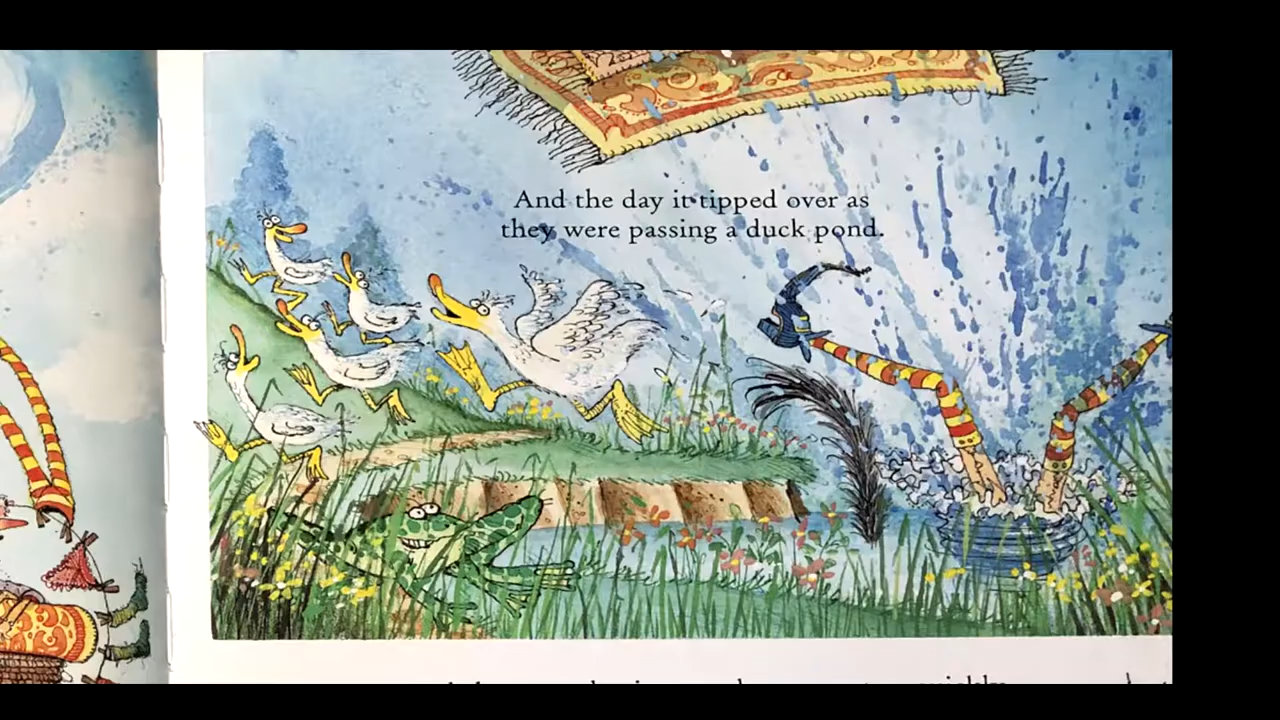 And the day it tipped over as
they were passing a duck pond.